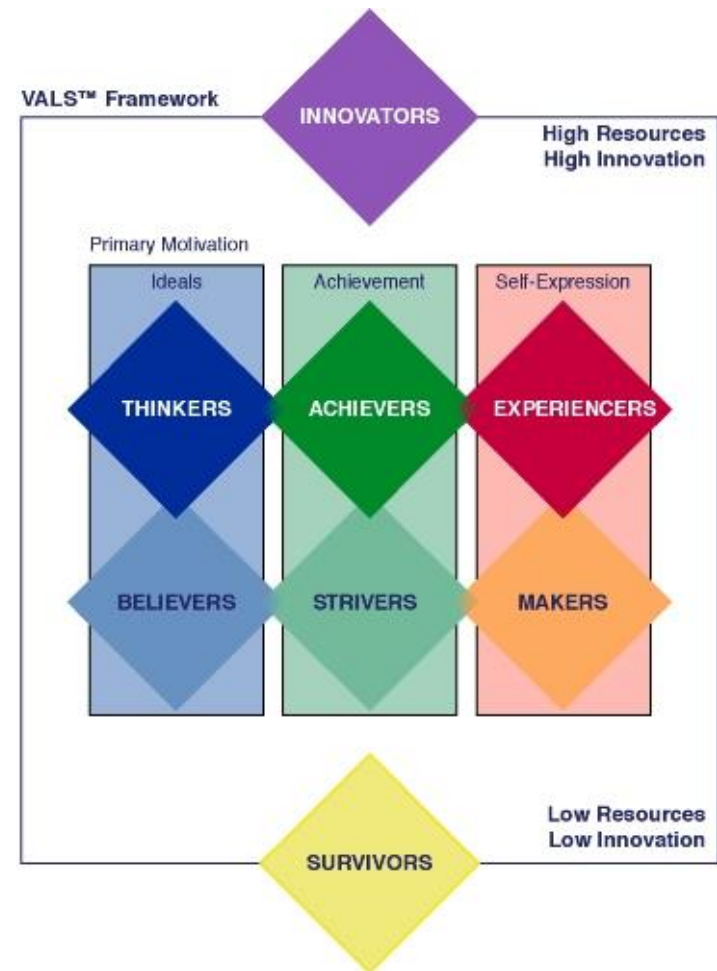 VALS™ Framework
INNOVATORS
High Resources
High Innovation
Primary Motivation
Ideals
Achievement
Self-Expression
THINKERS
ACHIEVERS
EXPERIENCERS
BELIEVERS
STRIVERS
MAKERS
Low Resources
Low Innovation
SURVIVORS